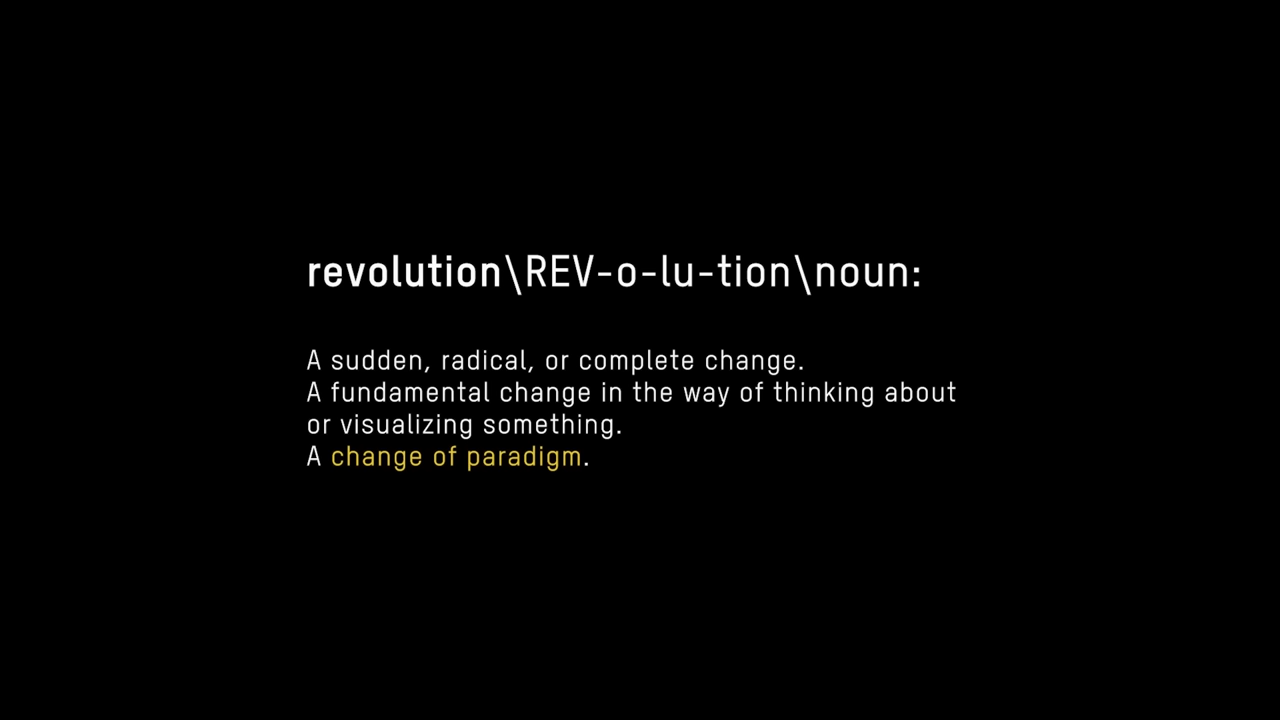 revolution\REV-o-lu-tion\noun:
A sudden, radical, or complete change.
A fundamental change in the way of thinking about
or visualizing something.
A change of paradigm.